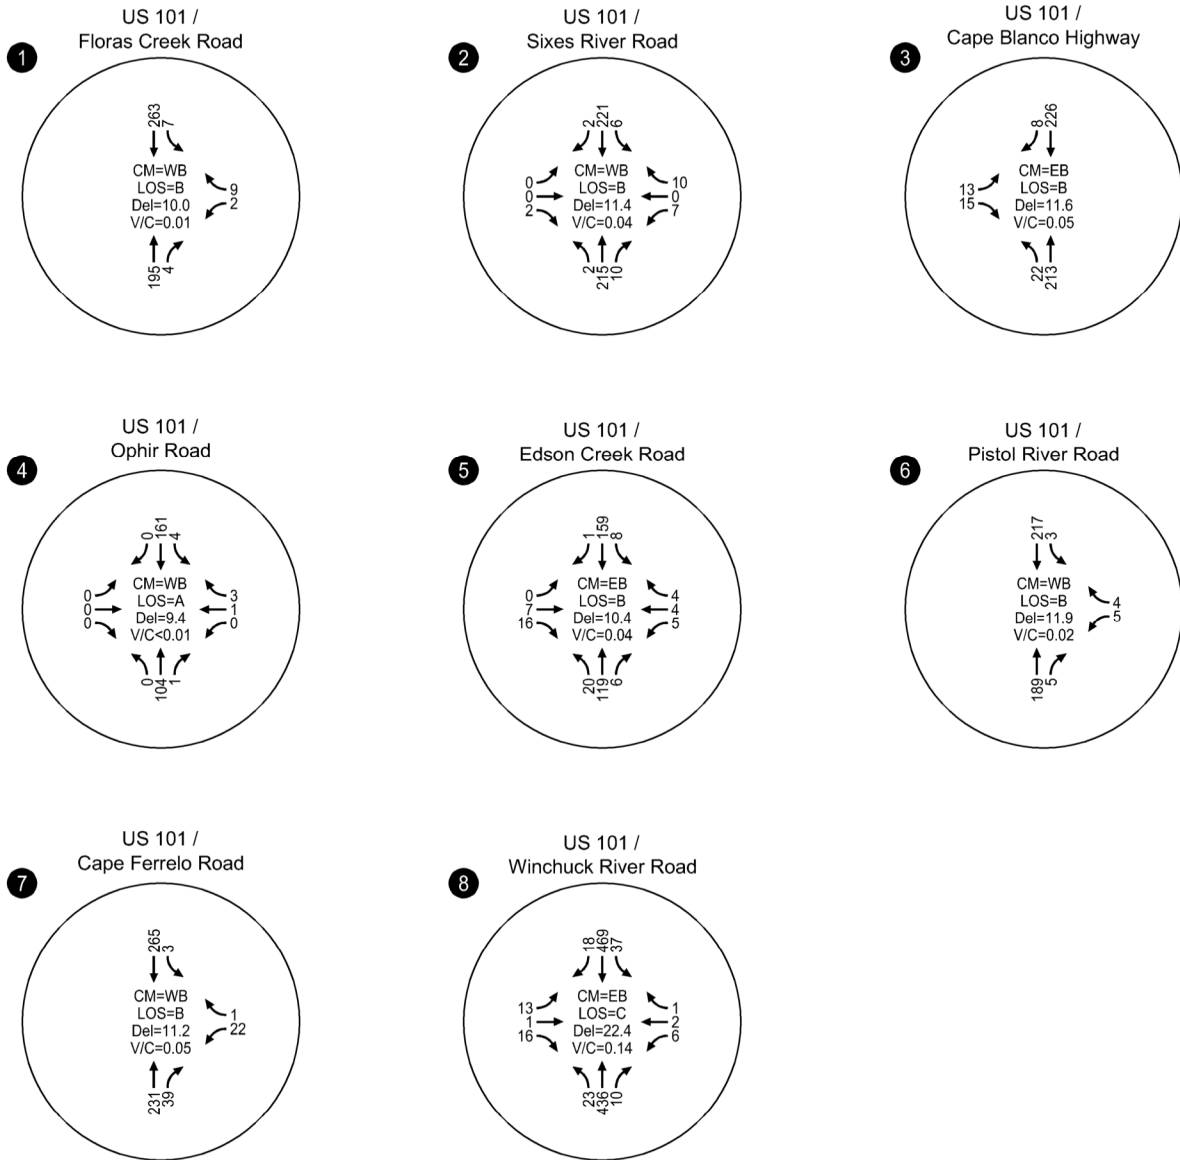 US 101 /
Floras Creek Road
1
263
7
CM=WB
LOS=B
Del=10.0
V/C=0.01
9
2
195
4
US 101 /
Sixes River Road
2
2
221
6
0
0
2
CM=WB
LOS=B
Del=11.4
V/C=0.04
10
0
7
2
215
10
US 101 /
Cape Blanco Highway
3
8
226
13
15
CM=EB
LOS=B
Del=11.6
V/C=0.05
22
213
US 101 /
Ophir Road
4
0
161
4
0
0
0
CM=WB
LOS=A
Del=9.4
V/C<0.01
3
1
0
0
104
1
US 101 /
Edson Creek Road
5
1
159
8
0
7
16
CM=EB
LOS=B
Del=10.4
V/C=0.04
4
4
5
20
119
6
US 101 /
Pistol River Road
6
217
3
CM=WB
LOS=B
Del=11.9
V/C=0.02
4
5
189
5
US 101 /
Cape Ferrelo Road
7
265
3
CM=WB
LOS=B
Del=11.2
V/C=0.05
1
22
231
39
US 101 /
Winchuck River Road
8
18
469
37
13
1
16
CM=EB
LOS=C
Del=22.4
V/C=0.14
1
2
6
23
436
10